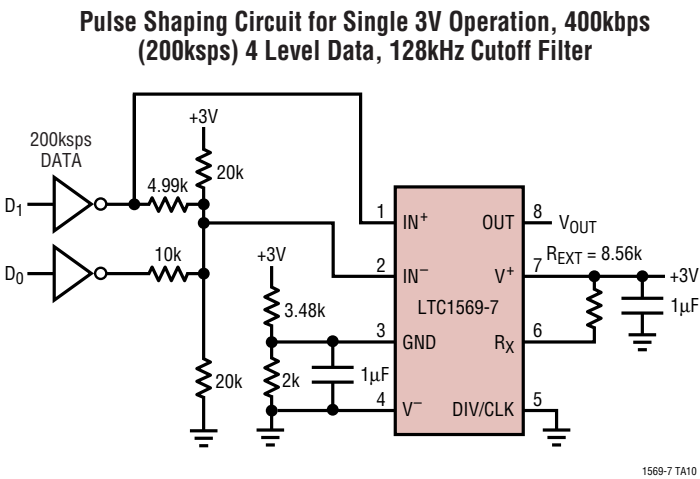 Pulse Shaping Circuit for Single 3V Operation, 400kbps
(200ksps) 4 Level Data, 128kHz Cutoff Filter
+3V
200ksps
DATA
20k
4.99k
D1
10k
D0
20k
+3V
3.48k
2k
1µF
1
IN+
2
IN−
3
GND
4
V−
LTC1569-7
OUT
8
VOUT
V+
7
REXT = 8.56k
+3V
1µF
RX
6
DIV/CLK
5
1569-7 TA10